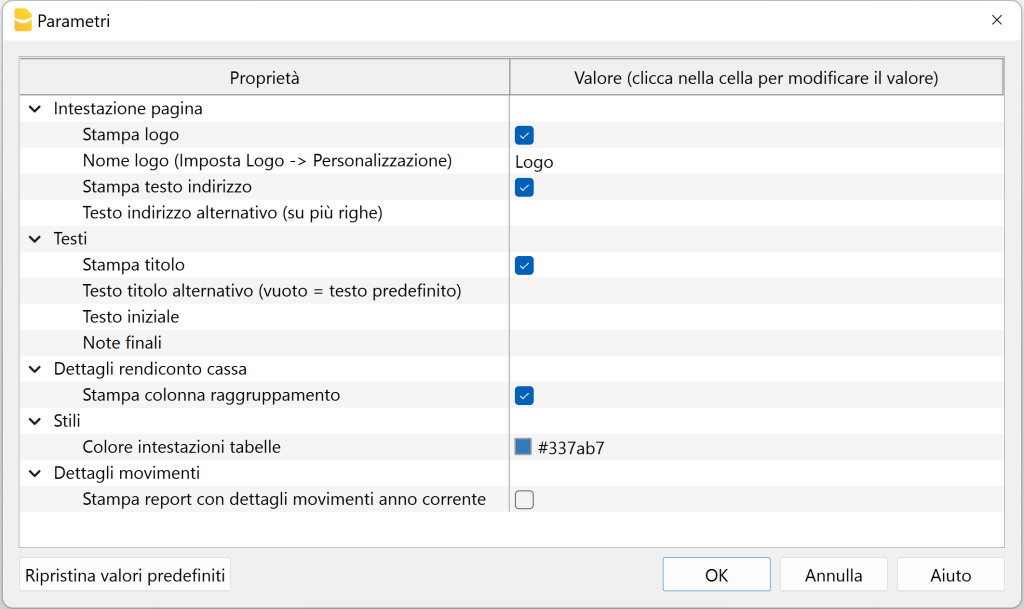 Parametri
Proprietà Valore (clicca nella cella per modificare il valore)
Intestazione pagina
Stampa logo
Nome logo (Imposta Logo -> Personalizzazione) Logo
Stampa testo indirizzo
Testo indirizzo alternativo (su più righe)
Testi
Stampa titolo
Testo titolo alternativo (vuoto = testo predefinito)
Testo iniziale
Note finali
Dettagli rendiconto cassa
Stampa colonna raggruppamento
Stili
Colore intestazioni tabelle #337ab7
Dettagli movimenti
Stampa report con dettagli movimenti anno corrente
Ripristina valori predefiniti OK Annulla Aiuto